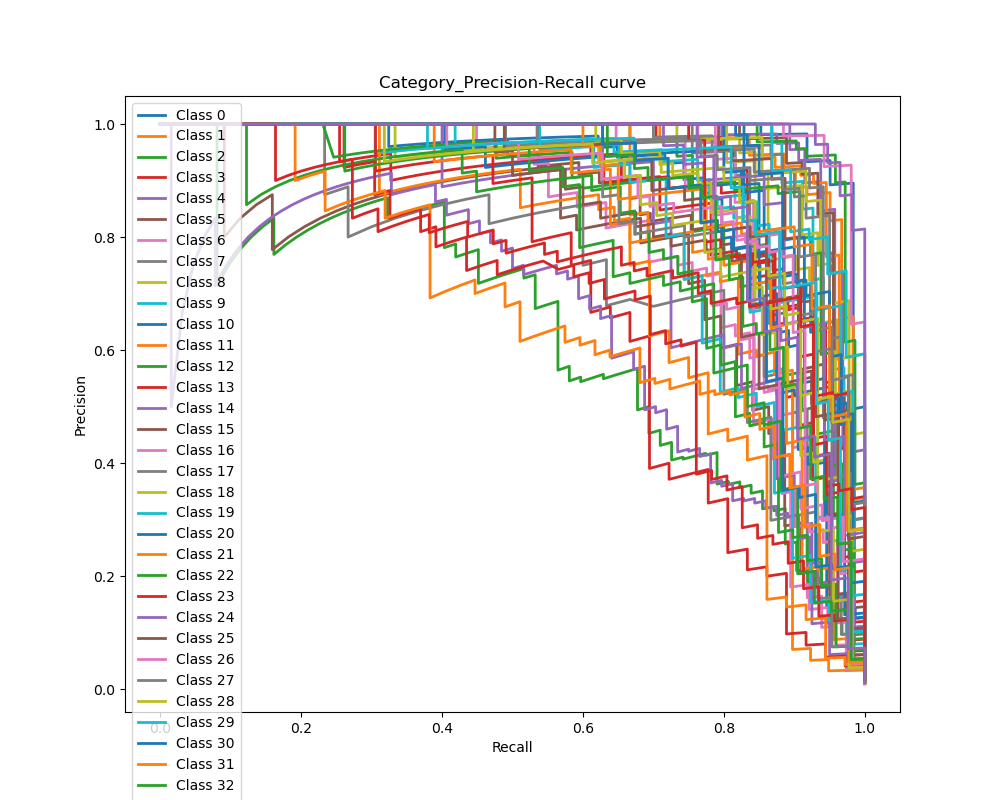 Category_Precision-Recall curve
Precision
1.0
0.8
0.6
0.4
0.2
0.0
Class 0
Class 1
Class 2
Class 3
Class 4
Class 5
Class 6
Class 7
Class 8
Class 9
Class 10
Class 11
Class 12
Class 13
Class 14
Class 15
Class 16
Class 17
Class 18
Class 19
Class 20
Class 21
Class 22
Class 23
Class 24
Class 25
Class 26
Class 27
Class 28
Class 29
Class 30
Class 31
Class 32
0.0 0.2 0.4 0.6 0.8 1.0
Recall